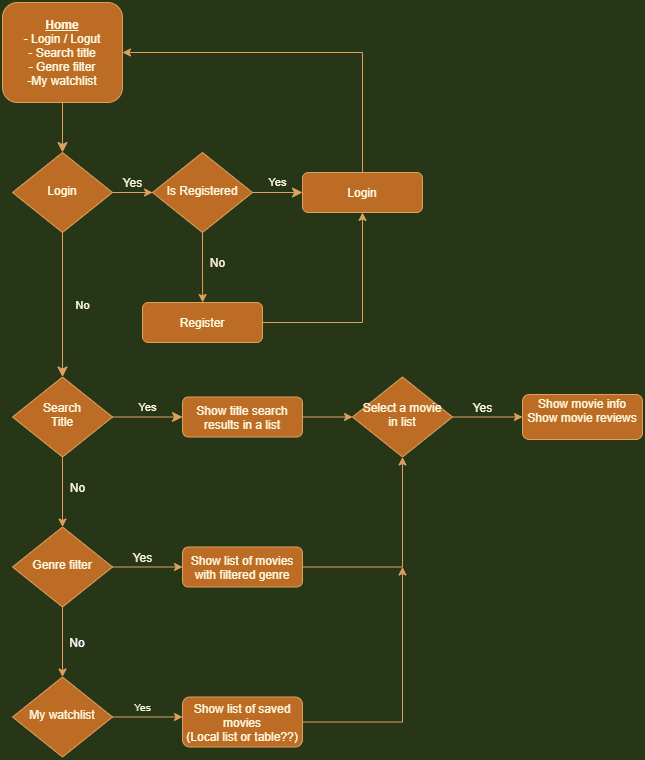 Home
- Login / Logut
- Search title
- Genre filter
-My watchlist
Login
Yes
Is Registered
Yes
Login
No
No
Register
Search
Title
Yes
Show title search
results in a list
Select a movie
in list
Yes
Show movie info
Show movie reviews
No
Genre filter
Yes
Show list of movies
with filtered genre
No
My watchlist
Yes
Show list of saved
movies
(Local list or table??)